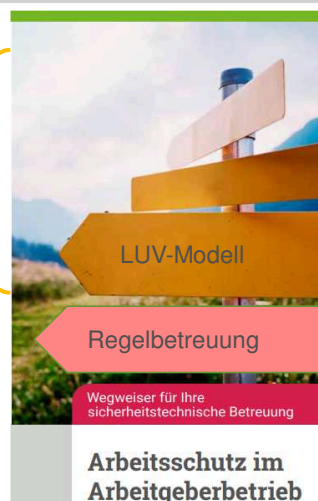 LUV-Modell
Regelbetreuung
Wegweiser für Ihre
sicherheitstechnische Betreuung
Arbeitsschutz im
Arbeitgeberbetrieb